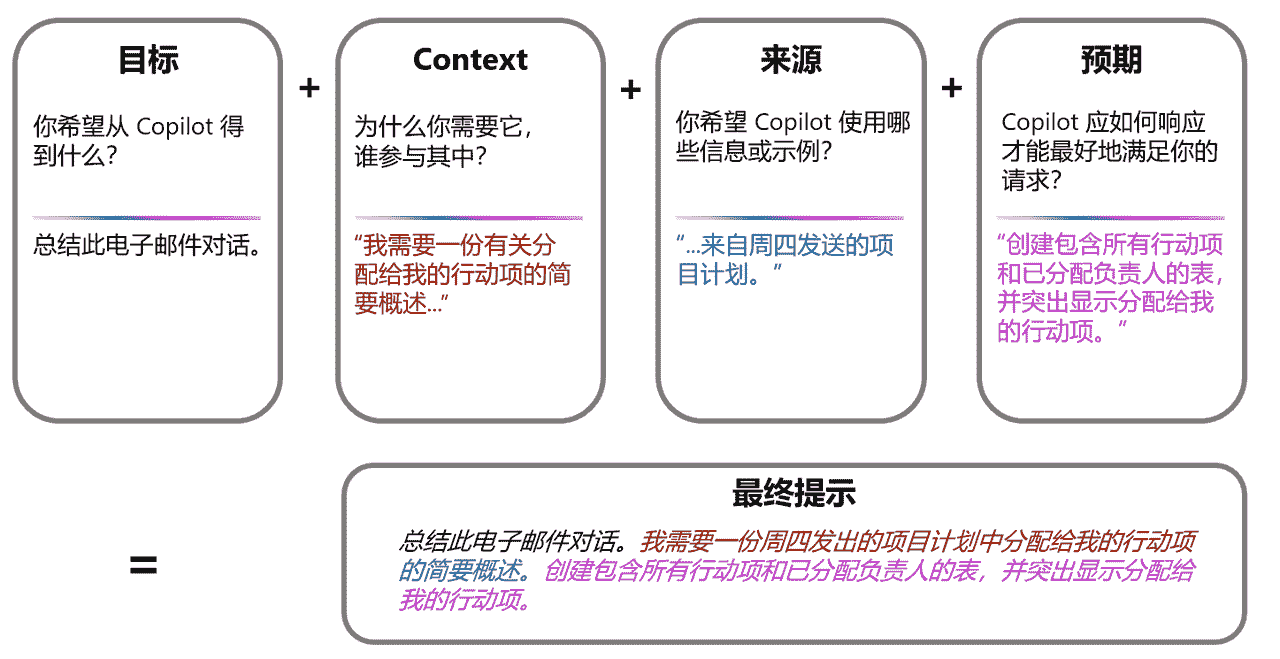 目标
你希望从 Copilot 得
到什么？
总结此电子邮件对话。
+
Context
为什么你需要它，
谁参与其中？
“我需要一份有关分
配给我的行动项的简
要概述...”
+
来源
你希望 Copilot 使用哪
些信息或示例？
“...来自周四发送的项
目计划。”
+
预期
Copilot 应如何响应
才能最好地满足你的
请求？
“创建包含所有行动项
和已分配负责人的表，
并突出显示分配给我
的行动项。”
=
最终提示
总结此电子邮件对话。我需要一份周四发出的项目计划中分配给我的行动项
的简要概述。创建包含所有行动项和已分配负责人的表，并突出显示分配给
我的行动项。